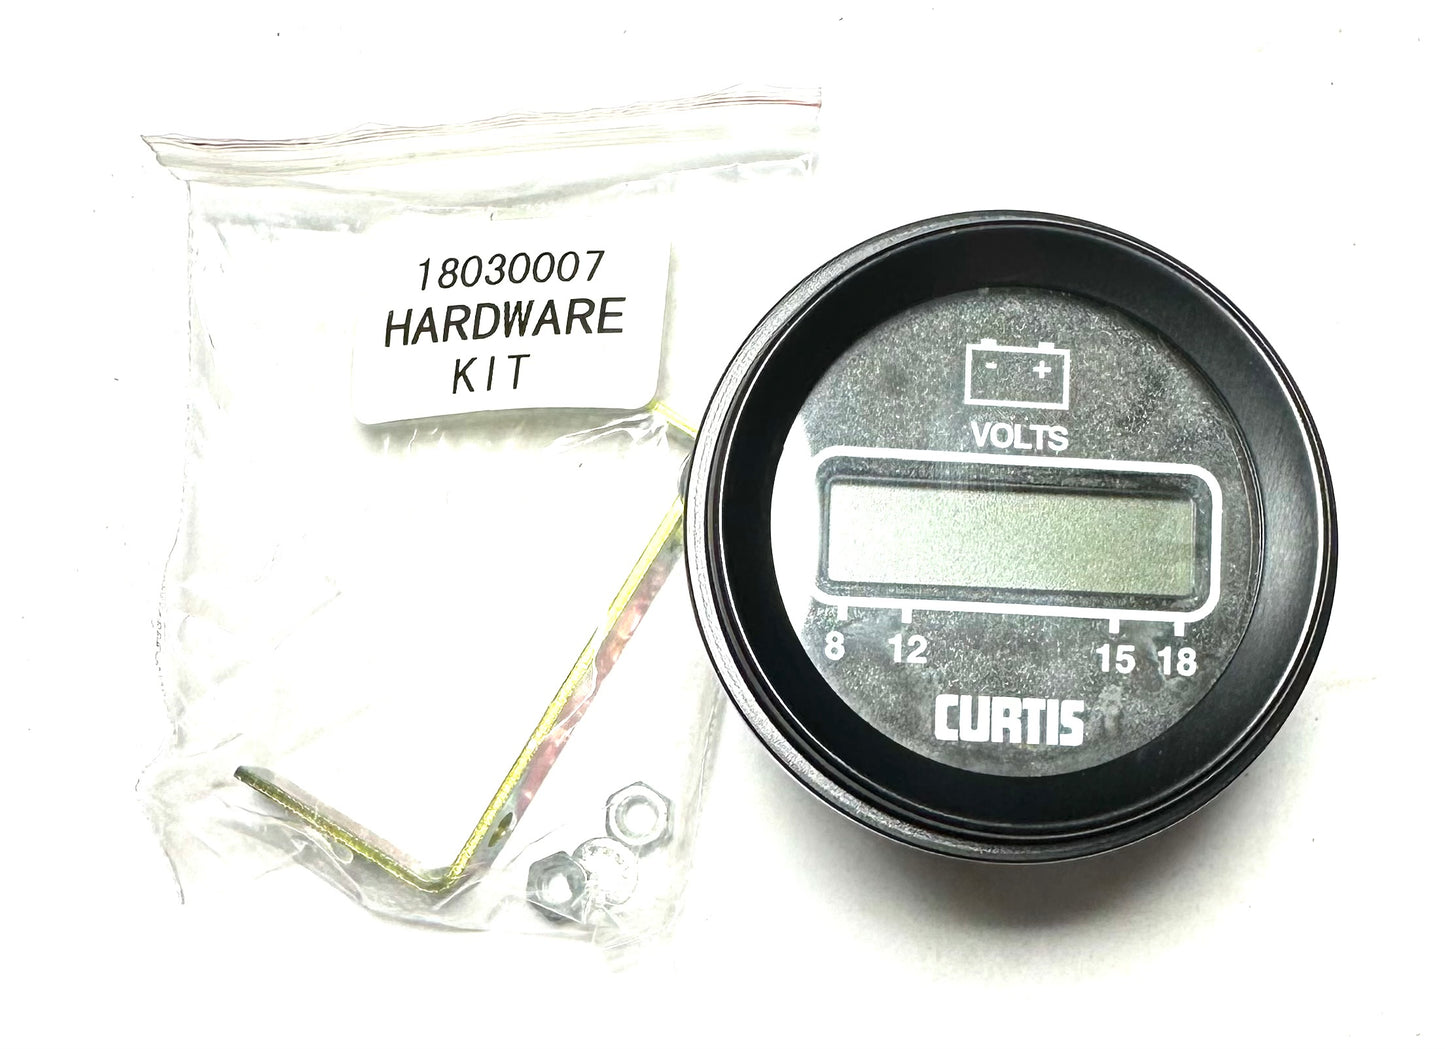 18030007
HARDWARE
KIT
- +
VOLTS
8 12 15 18
CURTIS